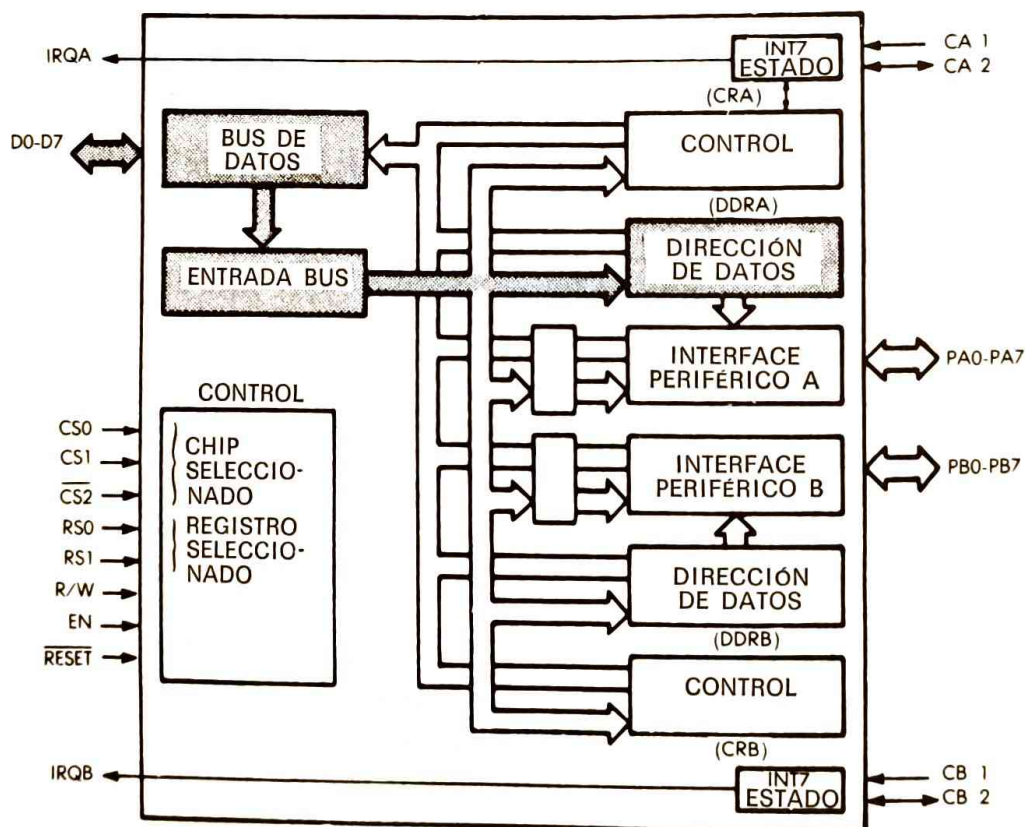 IRQA
INT7
ESTADO
CA 1
CA 2
(CRA)
D0-D7
BUS DE
DATOS
CONTROL
(DDRA)
ENTRADA BUS
DIRECCIÓN
DE DATOS
INTERFACE
PERIFÉRICO A
PA0-PA7
CONTROL
CS0
CS1
C̅S̅2̅
RS0
RS1
R/W
EN
R̅E̅S̅E̅T̅
CHIP
SELECCIO-
NADO
REGISTRO
SELECCIO-
NADO
INTERFACE
PERIFÉRICO B
PB0-PB7
DIRECCIÓN
DE DATOS
(DDRB)
CONTROL
(CRB)
IRQB
INT7
ESTADO
CB 1
CB 2